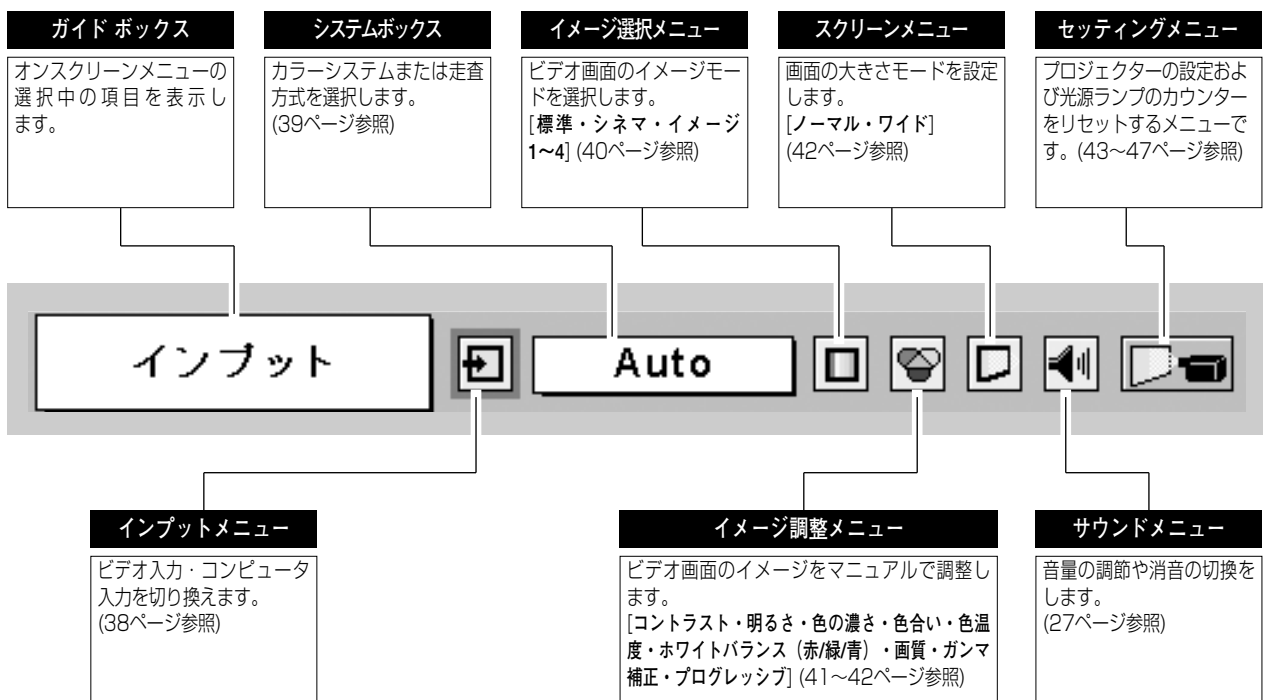 ガイド ボックス
オンスクリーンメニューの
選択中の項目を表示し
ます。
システムボックス
カラーシステムまたは走査
方式を選択します。
(39ページ参照)
イメージ選択メニュー
ビデオ画面のイメージモー
ドを選択します。
[標準・シネマ・イメージ
1〜4] (40ページ参照)
スクリーンメニュー
画面の大きさモードを設定
します。
[ノーマル・ワイド]
(42ページ参照)
セッティングメニュー
プロジェクターの設定およ
び光源ランプのカウンター
をリセットするメニューで
す。(43〜47ページ参照)
インプット
Auto
インプットメニュー
ビデオ入力・コンピュータ
入力を切り換えます。
(38ページ参照)
イメージ調整メニュー
ビデオ画面のイメージをマニュアルで調整し
ます。
[コントラスト・明るさ・色の濃さ・色合い・色温
度・ホワイトバランス（赤/緑/青）・画質・ガンマ
補正・プログレッシブ] (41〜42ページ参照)
サウンドメニュー
音量の調節や消音の切換を
します。
(27ページ参照)